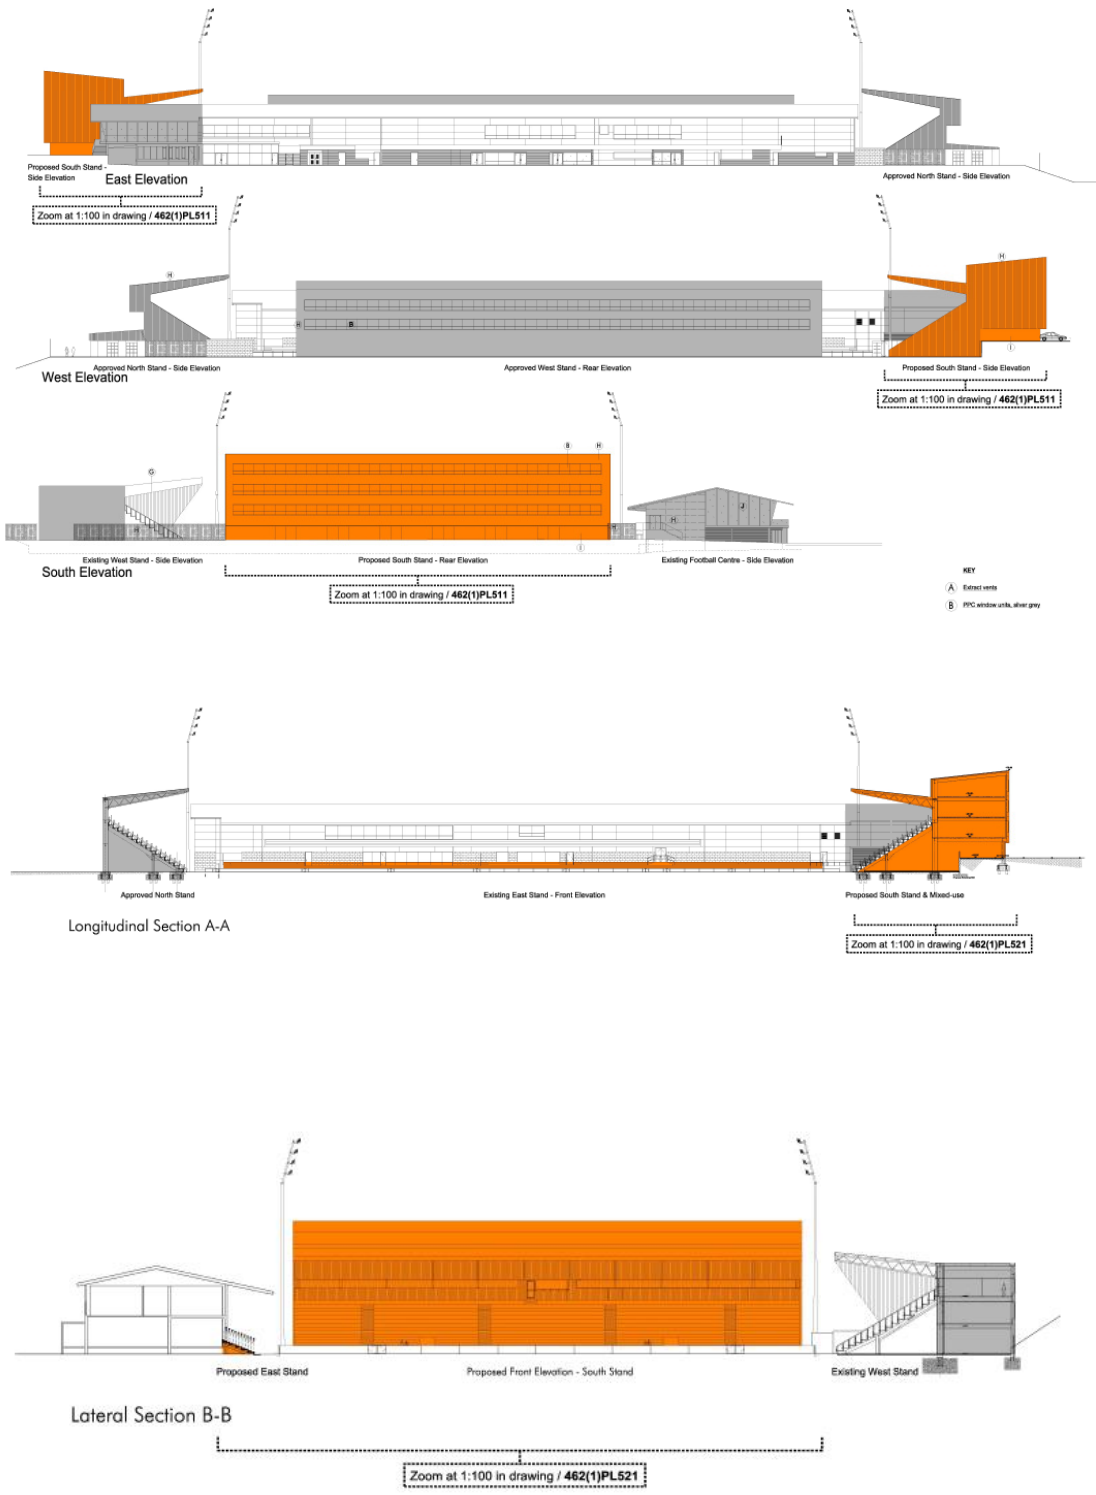 Proposed South Stand -
Side Elevation
East Elevation
Approved North Stand - Side Elevation
Zoom at 1:100 in drawing / 462(1)PL511
H
H
H
B
I
Approved North Stand - Side Elevation
Approved West Stand - Rear Elevation
Proposed South Stand - Side Elevation
West Elevation
Zoom at 1:100 in drawing / 462(1)PL511
B
H
G
J
H
H
H
I
Existing West Stand - Side Elevation
Proposed South Stand - Rear Elevation
Existing Football Centre - Side Elevation
South Elevation
Zoom at 1:100 in drawing / 462(1)PL511
KEY
A Extract vents
B PPC window units, silver grey
Approved North Stand
Existing East Stand - Front Elevation
Proposed South Stand & Mixed-use
Longitudinal Section A-A
Zoom at 1:100 in drawing / 462(1)PL521
Proposed East Stand
Proposed Front Elevation - South Stand
Existing West Stand
Lateral Section B-B
Zoom at 1:100 in drawing / 462(1)PL521